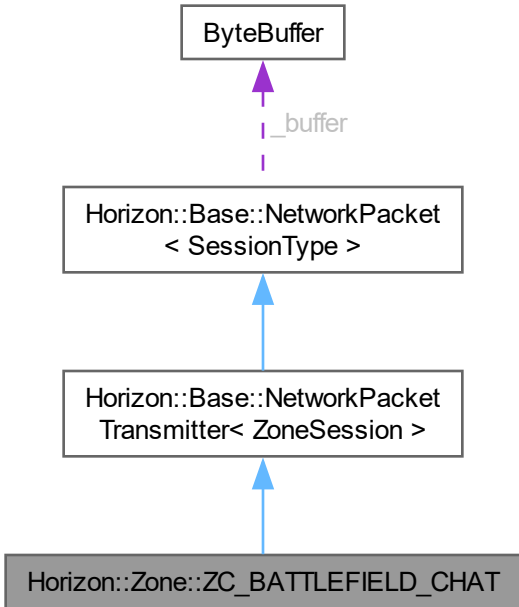 ByteBuffer
_buffer
Horizon::Base::NetworkPacket
< SessionType >
Horizon::Base::NetworkPacket
Transmitter< ZoneSession >
Horizon::Zone::ZC_BATTLEFIELD_CHAT